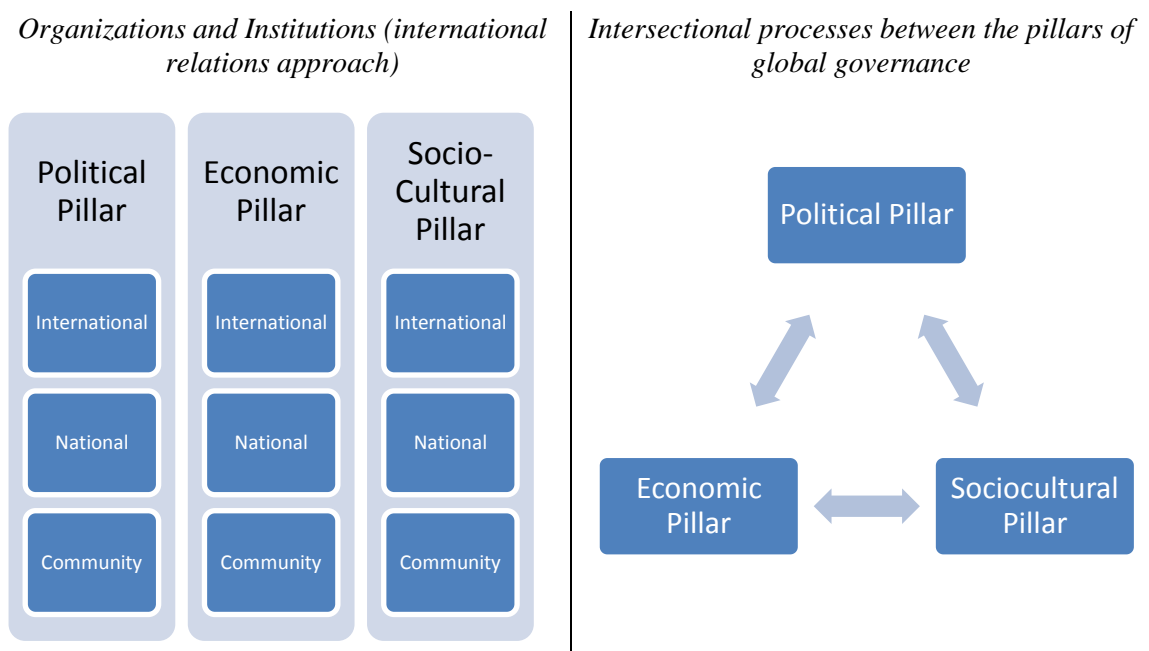 Organizations and Institutions (international
relations approach)
Political
Pillar
International
National
Community
Economic
Pillar
International
National
Community
Socio-
Cultural
Pillar
International
National
Community
Intersectional processes between the pillars of
global governance
Political Pillar
Economic
Pillar
Sociocultural
Pillar